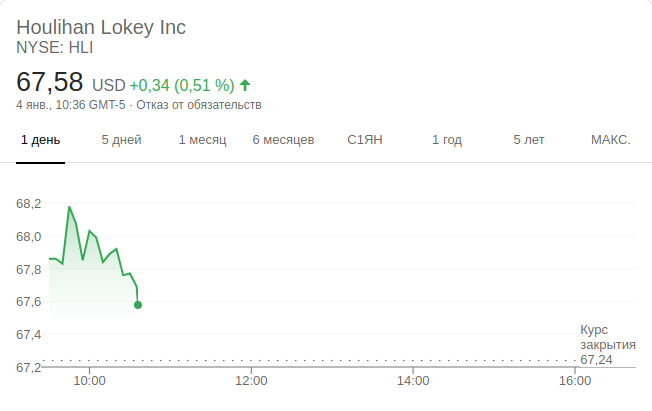 Houlihan Lokey Inc
NYSE: HLI
67,58 USD +0,34 (0,51 %)
4 янв., 10:36 GMT-5 · Отказ от обязательств
1 день 5 дней 1 месяц 6 месяцев С1ЯН 1 год 5 лет МАКС.
68,2
68,0
67,8
67,6
67,4
67,2
Курс
закрытия
67,24
10:00 12:00 14:00 16:00